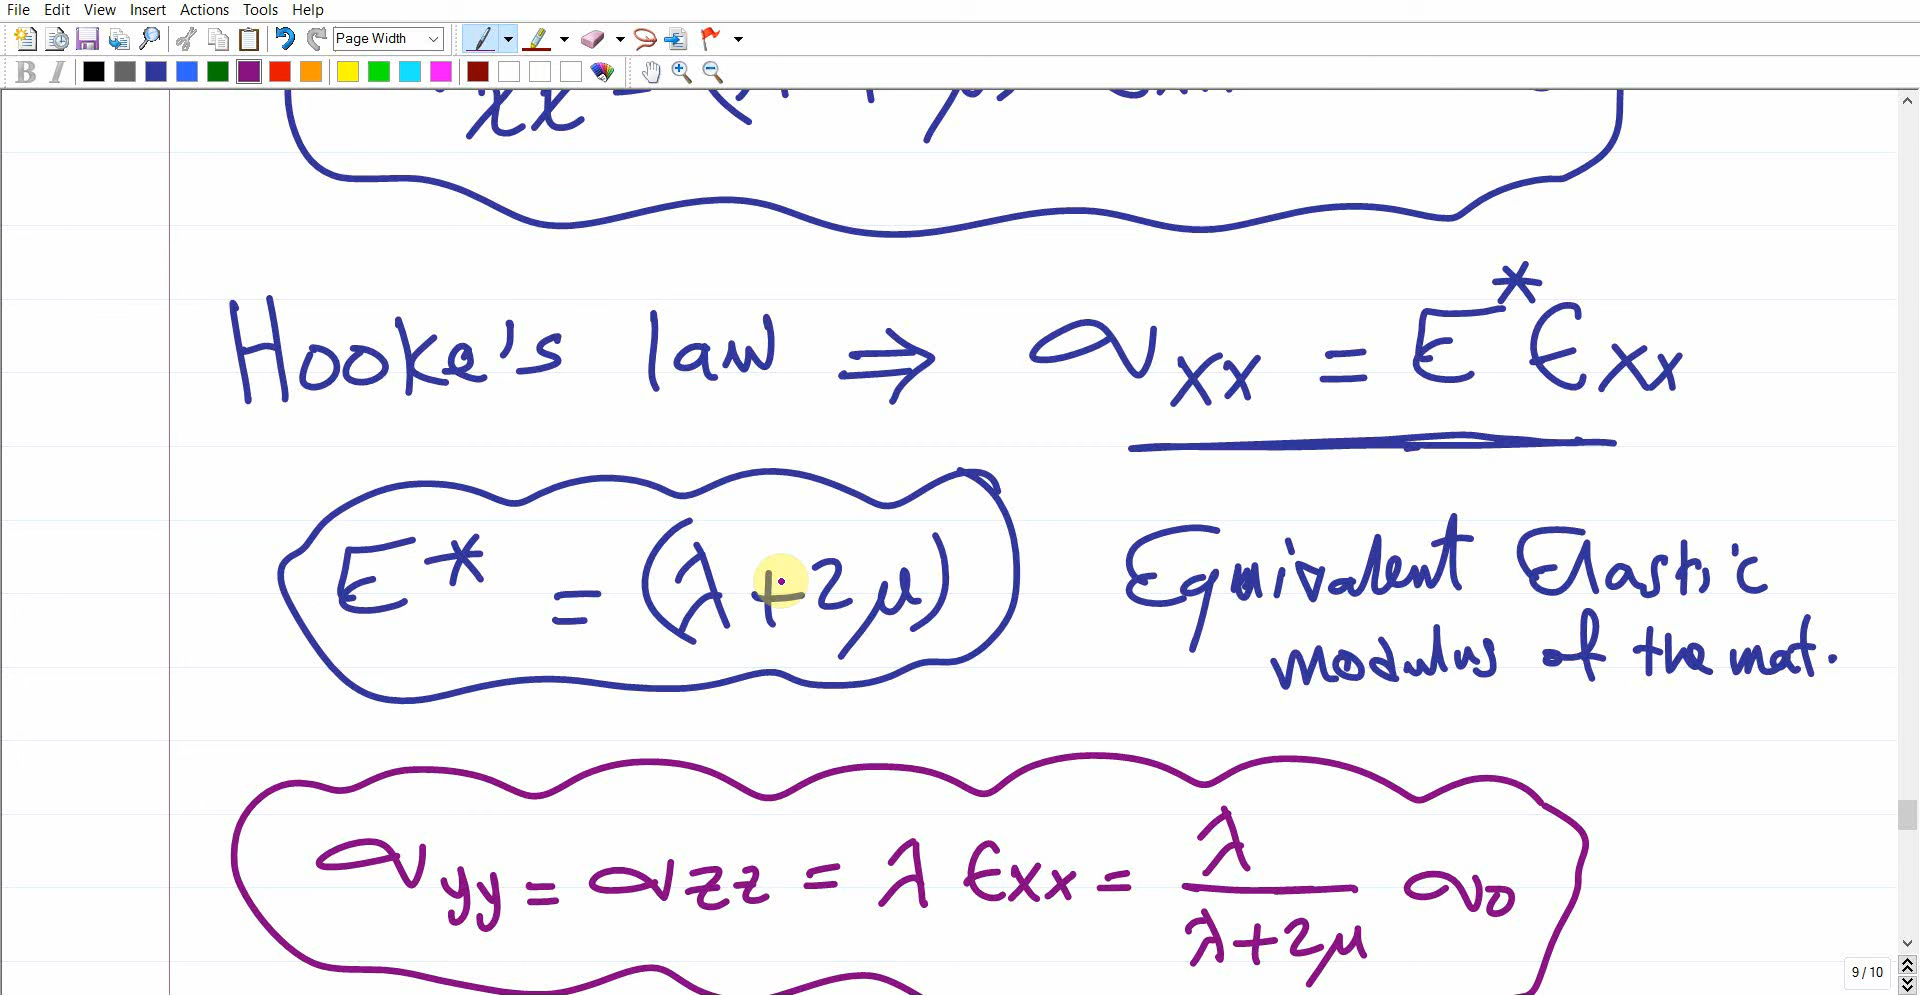 File Edit View Insert Actions Tools Help
Page Width
B I
Hooke's law ⇒ σxx = E*ϵxx
E* = (λ+2μ) Equivalent Elastic
modulus of the mat.
σyy = σzz = λ ϵxx = λ/(λ+2μ) σ0
9 / 10